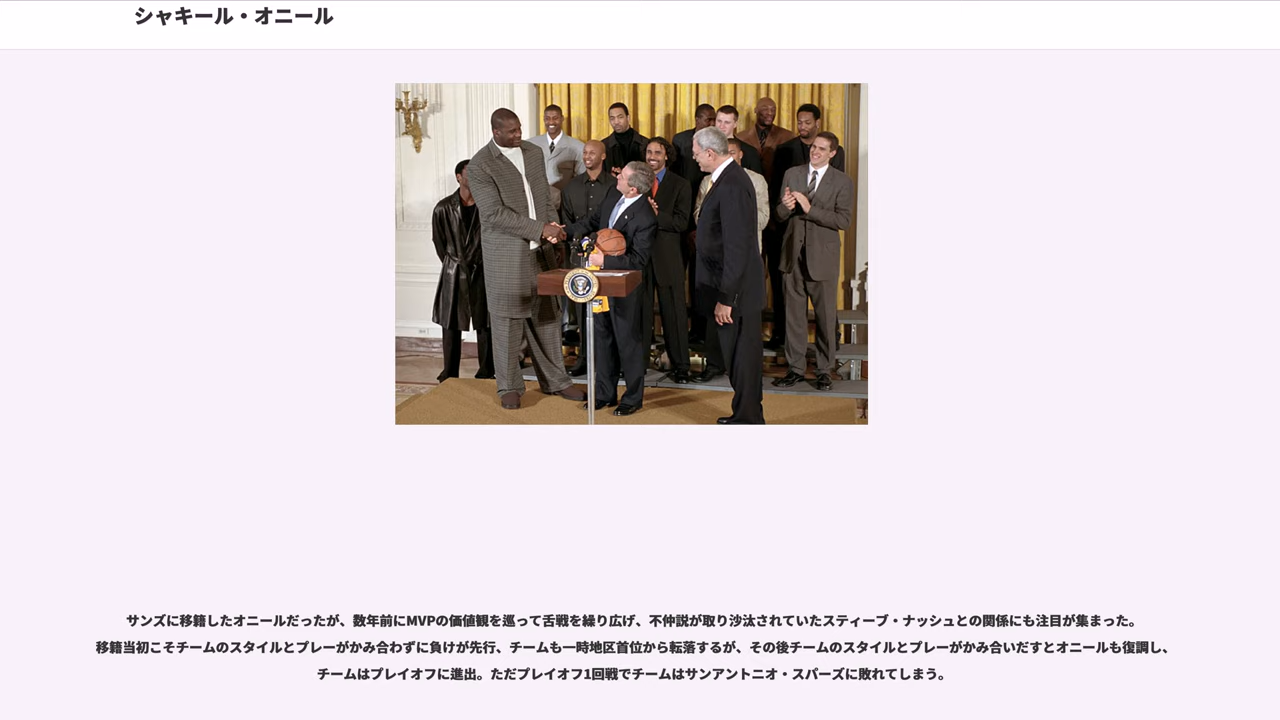 シャキール・オニール
サンズに移籍したオニールだったが、数年前にMVPの価値観を巡って舌戦を繰り広げ、不仲説が取り沙汰されていたスティーブ・ナッシュとの関係にも注目が集まった。
移籍当初こそチームのスタイルとプレーがかみ合わずに負けが先行、チームも一時地区首位から転落するが、その後チームのスタイルとプレーがかみ合いだすとオニールも復調し、
チームはプレイオフに進出。ただプレイオフ1回戦でチームはサンアントニオ・スパーズに敗れてしまう。